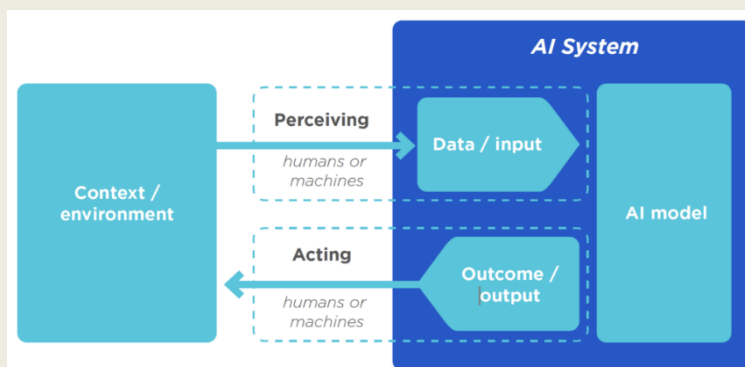 AI System
Perceiving
humans or
machines
Data / input
Context /
environment
AI model
Acting
humans or
machines
Outcome /
output